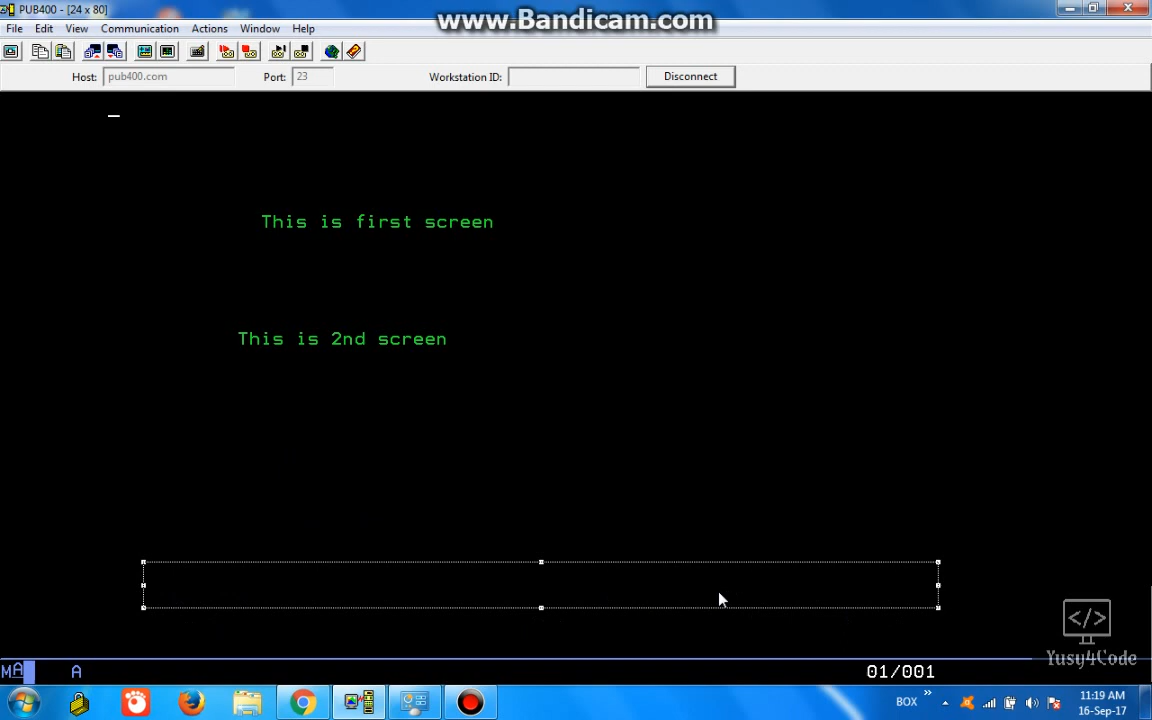 PUB400 - [24 x 80]
www.Bandicam.com
File Edit View Communication Actions Window Help
Host: pub400.com Port: 23 Workstation ID: Disconnect
This is first screen
This is 2nd screen
</>
Yusy4Code
MA A 01/001
BOX » 11:19 AM
16-Sep-17